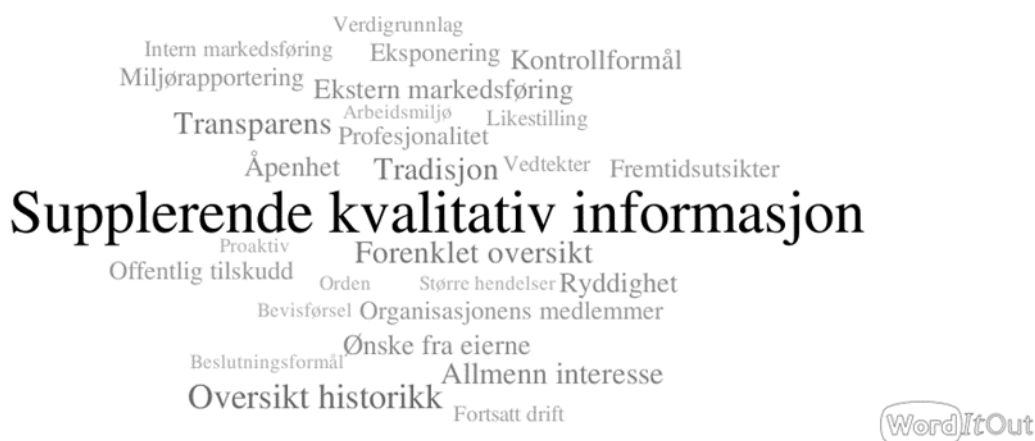 Verdigrunnlag
Intern markedsføring Eksponering Kontrollformål
Miljørapportering Ekstern markedsføring
Transparens Arbeidsmiljø Likestilling
Profesjonalitet
Åpenhet Tradisjon Vedtekter Fremtidsutsikter
Supplerende kvalitativ informasjon
Proaktiv Forenklet oversikt
Offentlig tilskudd Orden Større hendelser Ryddighet
Bevisførsel Organisasjonens medlemmer
Ønske fra eierne
Beslutningsformål Allmenn interesse
Oversikt historikk Fortsatt drift
WordItOut